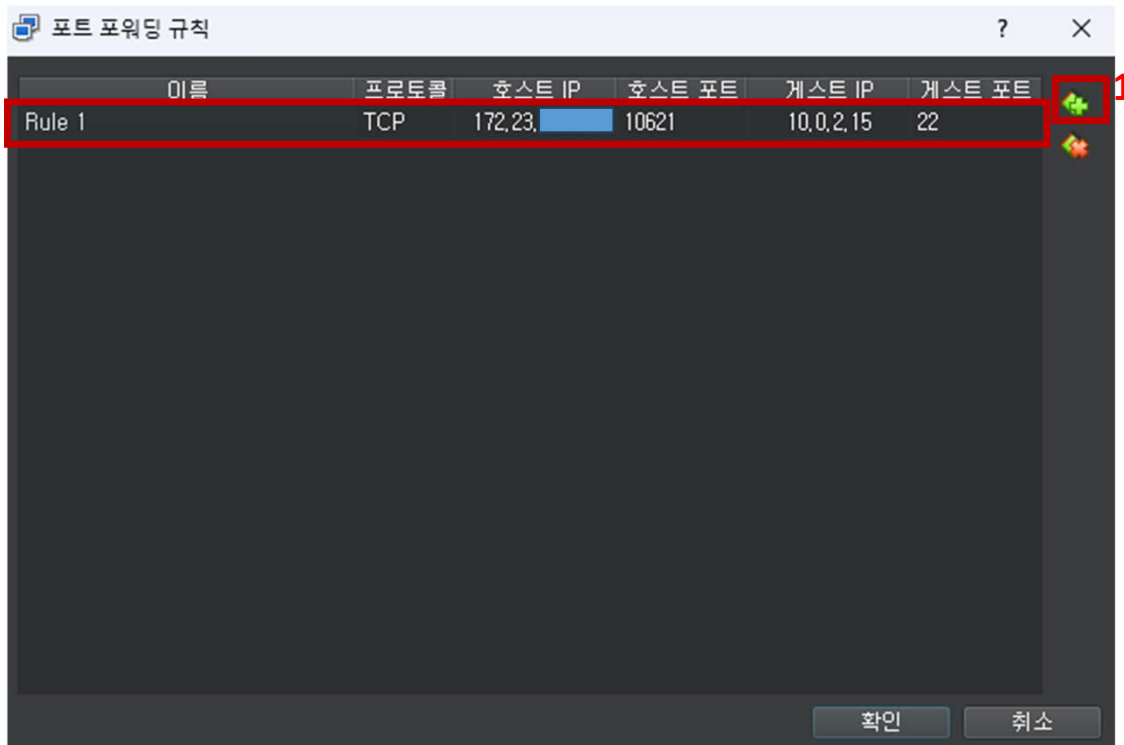 포트 포워딩 규칙 ? ×
이름 프로토콜 호스트 IP 호스트 포트 게스트 IP 게스트 포트
1
Rule 1 TCP 172,23, 10621 10,0,2,15 22
확인 취소